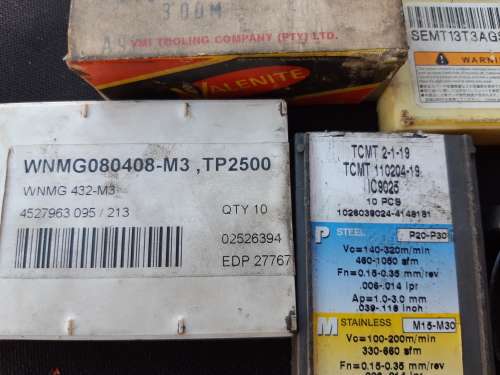 300M
VMI TOOLING COMPANY (PTY) LTD.
VALENITE
SEMT13T3AGS
WARNING
WNMG080408-M3 ,TP2500
WNMG 432-M3
4527963 095 / 213
QTY 10
02526394
EDP 27767
TCMT 2-1-19
TCMT 110204-19
IC9025
10 PCS
P STEEL P20-P30
Vc=140-320m/min
460-1050 sfm
Fn=0.15-0.35 mm/rev
.006-.014 ipr
Ap=1.0-3.0 mm
.039-.118 inch
M STAINLESS M15-M30
Vc=100-200m/min
330-660 sfm
Fn=0.15-0.35 mm/rev